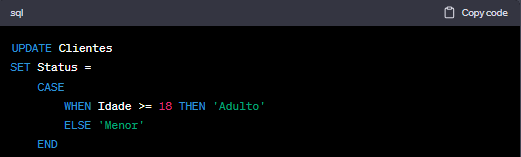 sql
Copy code
UPDATE Clientes
SET Status =
CASE
WHEN Idade >= 18 THEN 'Adulto'
ELSE 'Menor'
END